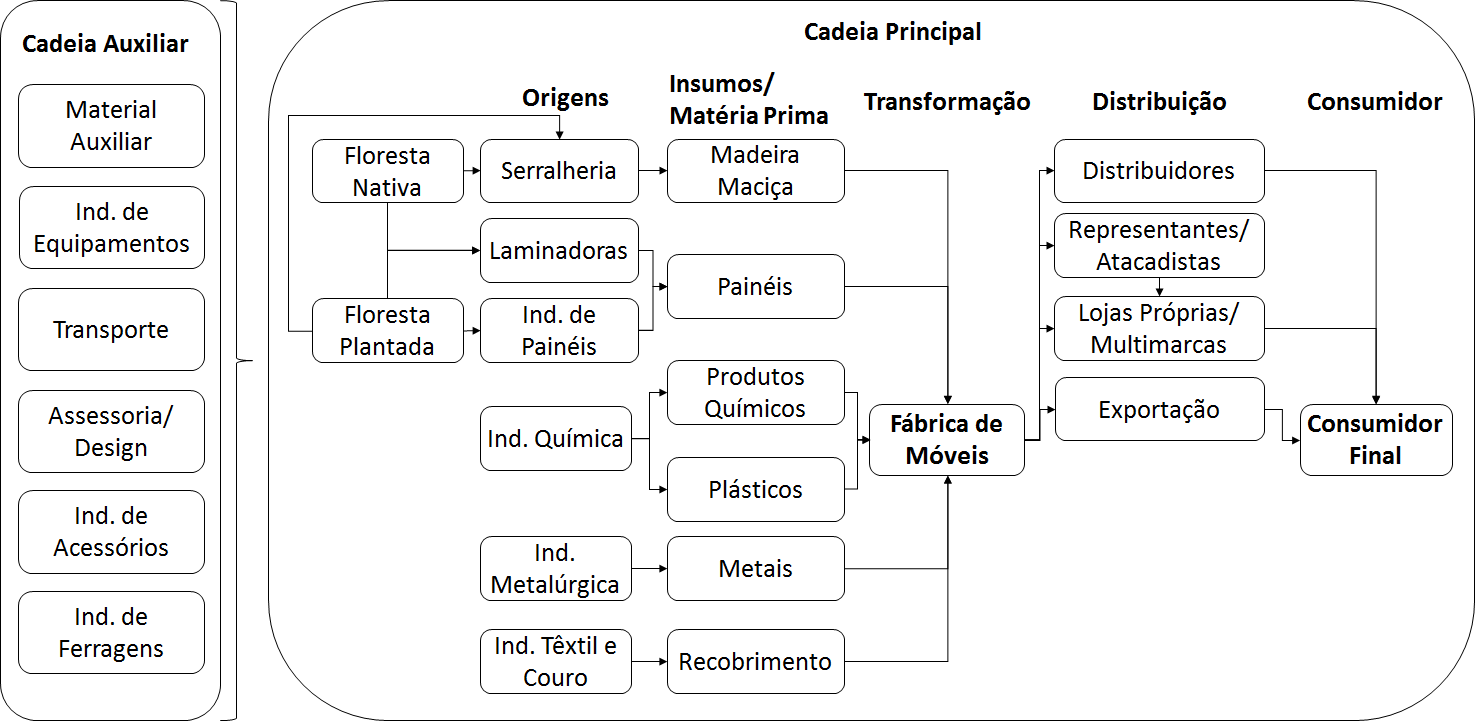 Cadeia Auxiliar
Material
Auxiliar
Ind. de
Equipamentos
Transporte
Assessoria/
Design
Ind. de
Acessórios
Ind. de
Ferragens
Cadeia Principal
Origens
Insumos/
Matéria Prima
Transformação
Distribuição
Consumidor
Floresta
Nativa
Serralheria
Madeira
Maciça
Distribuidores
Laminadoras
Painéis
Representantes/
Atacadistas
Floresta
Plantada
Ind. de
Painéis
Lojas Próprias/
Multimarcas
Ind. Química
Produtos
Químicos
Plásticos
Fábrica de
Móveis
Exportação
Consumidor
Final
Ind.
Metalúrgica
Metais
Ind. Têxtil e
Couro
Recobrimento